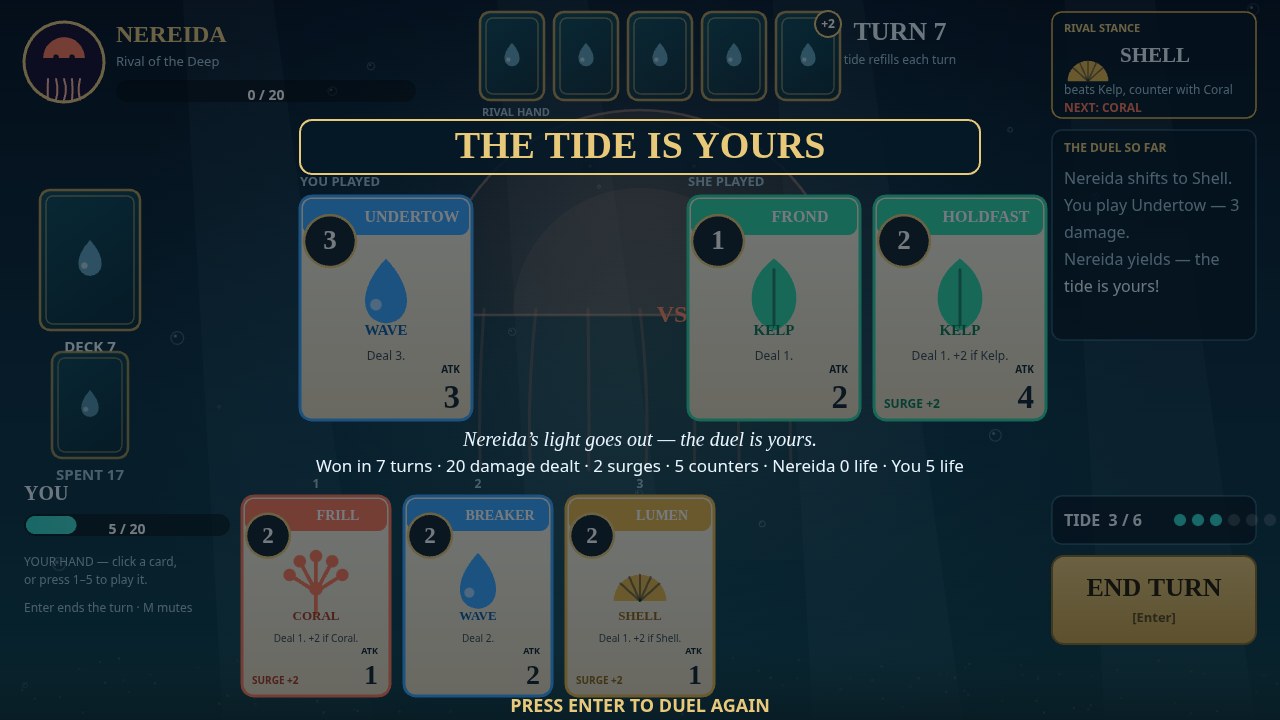 NEREIDA
Rival of the Deep
0 / 20
RIVAL HAND
+2
TURN 7
tide refills each turn
RIVAL STANCE
SHELL
beats Kelp, counter with Coral
NEXT: CORAL
THE TIDE IS YOURS
THE DUEL SO FAR
Nereida shifts to Shell.
You play Undertow — 3
damage.
Nereida yields — the
tide is yours!
YOU PLAYED
SHE PLAYED
UNDERTOW
3
WAVE
Deal 3.
ATK
3
VS
FROND
1
KELP
Deal 1.
ATK
2
HOLDFAST
2
KELP
Deal 1. +2 if Kelp.
ATK
SURGE +2
4
DECK 7
SPENT 17
Nereida’s light goes out — the duel is yours.
Won in 7 turns · 20 damage dealt · 2 surges · 5 counters · Nereida 0 life · You 5 life
YOU
5 / 20
YOUR HAND — click a card,
or press 1–5 to play it.
Enter ends the turn · M mutes
1
FRILL
2
CORAL
Deal 1. +2 if Coral.
ATK
SURGE +2
1
2
BREAKER
2
WAVE
Deal 2.
ATK
2
3
LUMEN
2
SHELL
Deal 1. +2 if Shell.
ATK
SURGE +2
1
TIDE 3 / 6
END TURN
[Enter]
PRESS ENTER TO DUEL AGAIN